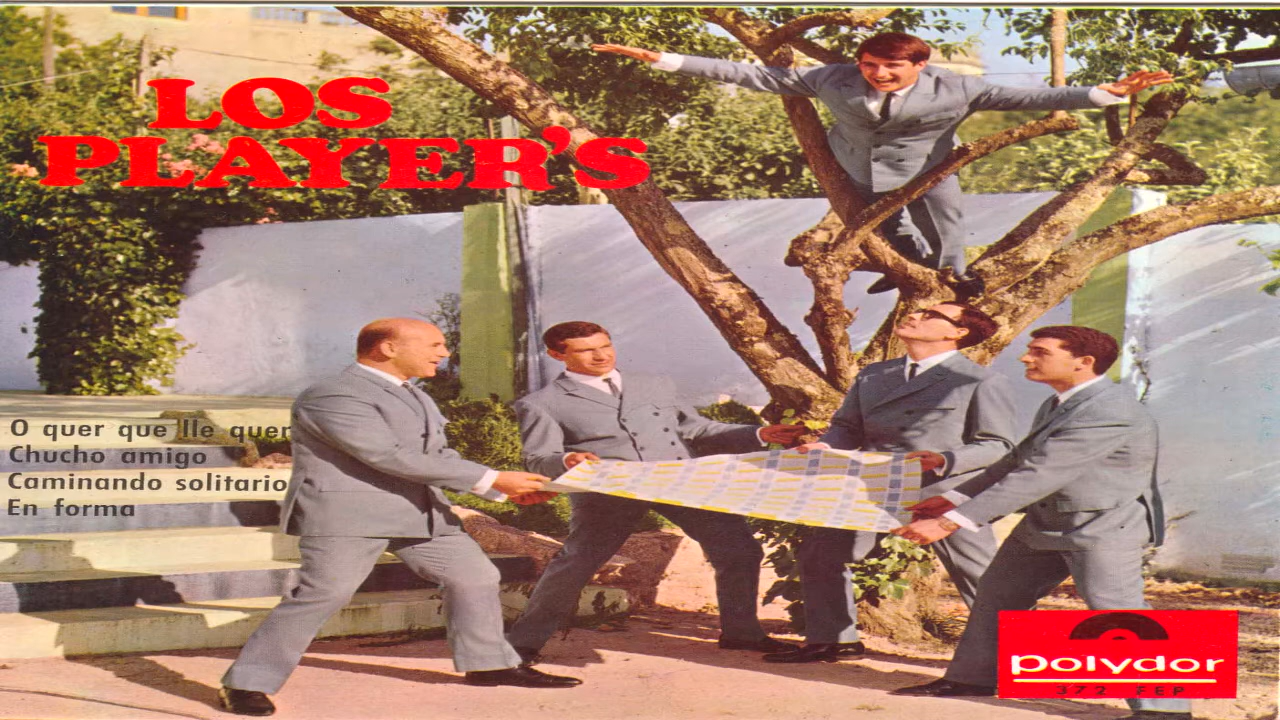 LOS
PLAYER'S
O quer que lle quer
Chucho amigo
Caminando solitario
En forma
polydor
372 FEP